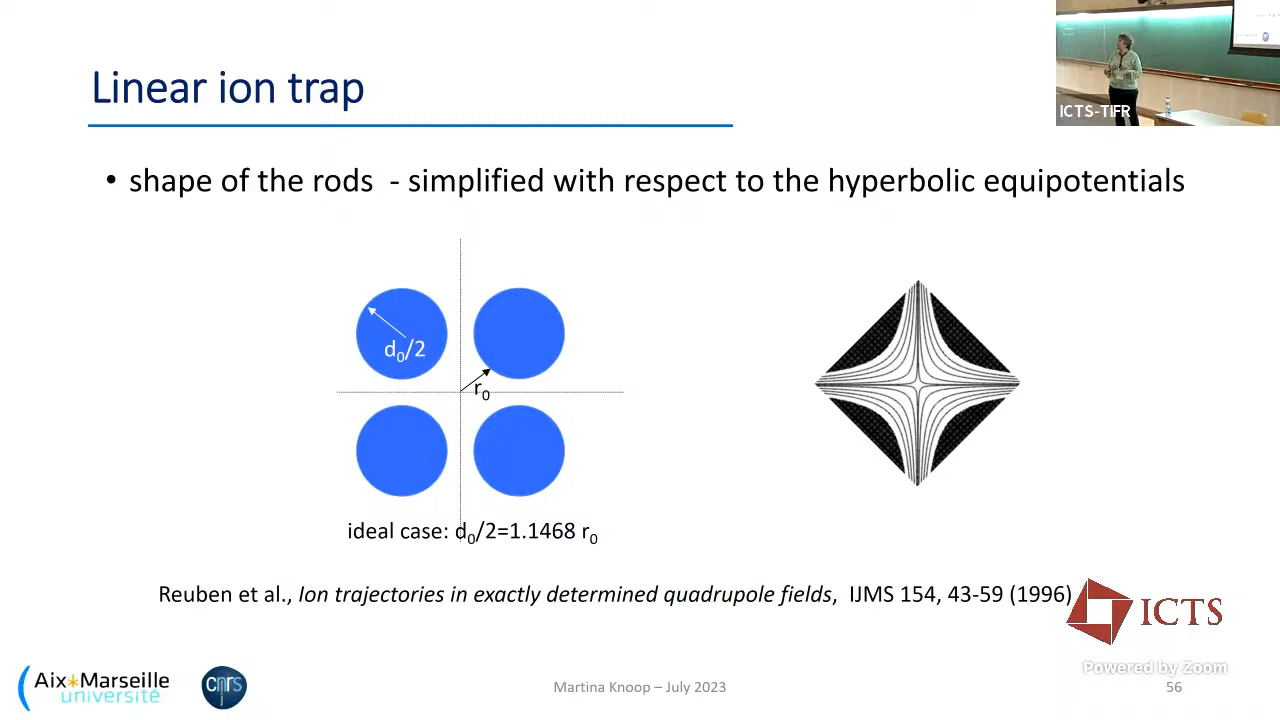 Linear ion trap
ICTS-TIFR
• shape of the rods - simplified with respect to the hyperbolic equipotentials
d₀/2
r₀
ideal case: d₀/2=1.1468 r₀
Reuben et al., Ion trajectories in exactly determined quadrupole fields, IJMS 154, 43-59 (1996)
ICTS
Powered by Zoom
Aix*Marseille
université
cnrs
Martina Knoop – July 2023
56